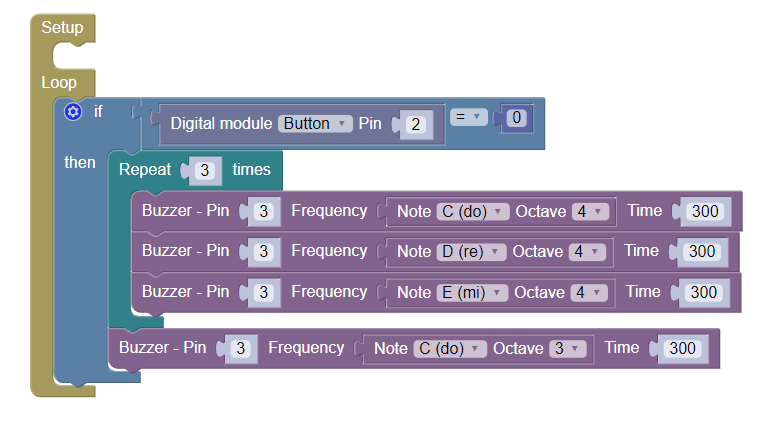 Setup
Loop
if Digital module Button Pin 2 = 0
then Repeat 3 times
Buzzer - Pin 3 Frequency Note C (do) Octave 4 Time 300
Buzzer - Pin 3 Frequency Note D (re) Octave 4 Time 300
Buzzer - Pin 3 Frequency Note E (mi) Octave 4 Time 300
Buzzer - Pin 3 Frequency Note C (do) Octave 3 Time 300